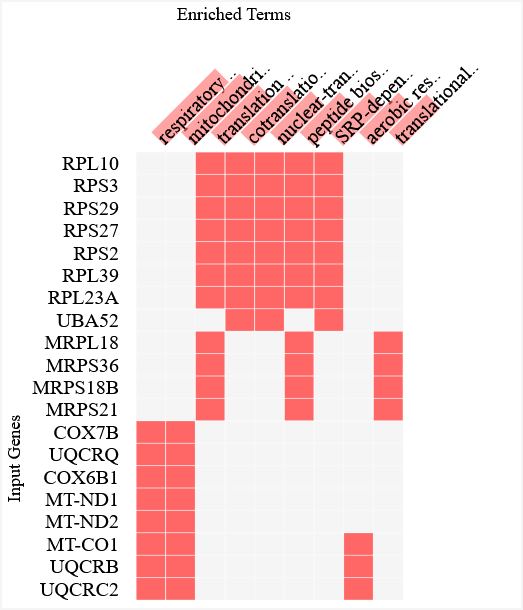 Enriched Terms
respiratory ..
mitochondri..
translation ..
cotranslatio..
nuclear-tran..
peptide bios..
SRP-depen..
aerobic res..
translational..
Input Genes
RPL10
RPS3
RPS29
RPS27
RPS2
RPL39
RPL23A
UBA52
MRPL18
MRPS36
MRPS18B
MRPS21
COX7B
UQCRQ
COX6B1
MT-ND1
MT-ND2
MT-CO1
UQCRB
UQCRC2